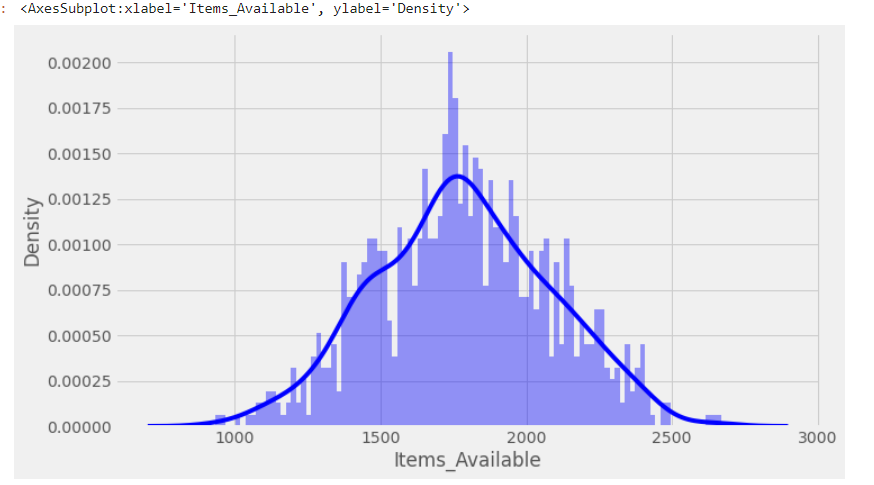 : <AxesSubplot:xlabel='Items_Available', ylabel='Density'>
0.00200
0.00175
0.00150
0.00125
0.00100
0.00075
0.00050
0.00025
0.00000
Density
1000 1500 2000 2500 3000
Items_Available